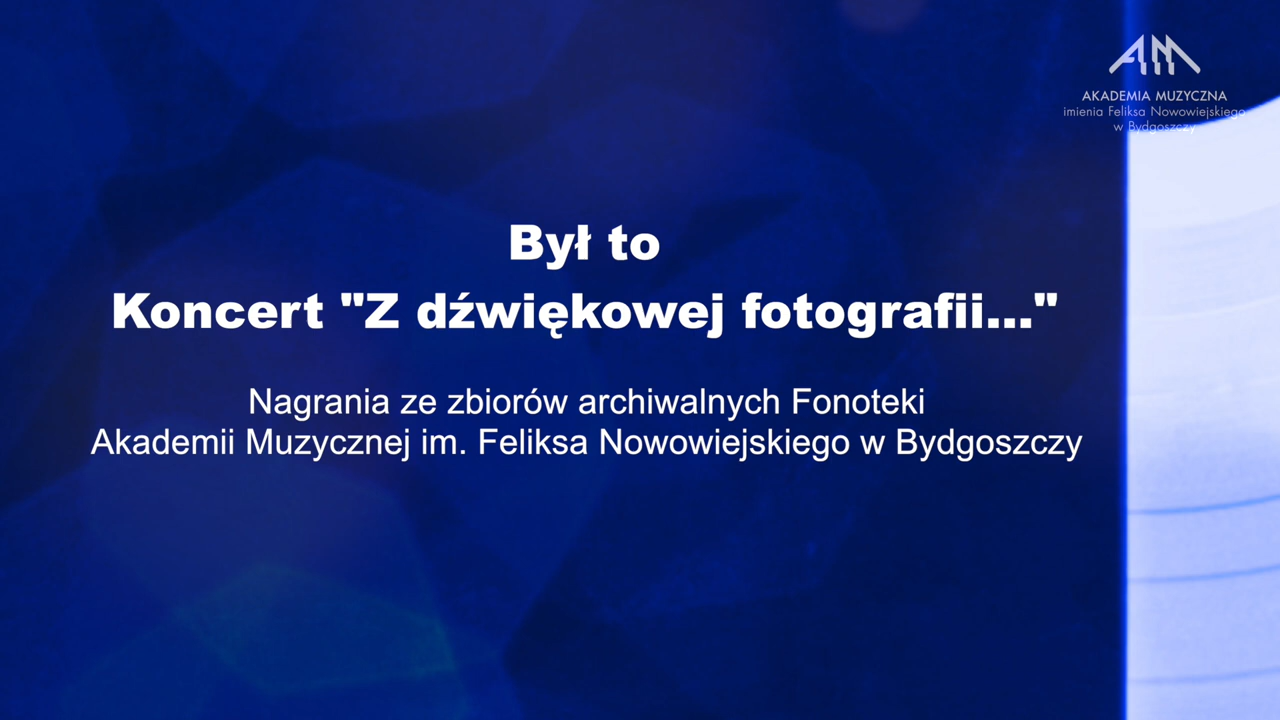 AKADEMIA MUZYCZNA
imienia Feliksa Nowowiejskiego
w Bydgoszczy
Był to
Koncert "Z dźwiękowej fotografii..."
Nagrania ze zbiorów archiwalnych Fonoteki
Akademii Muzycznej im. Feliksa Nowowiejskiego w Bydgoszczy